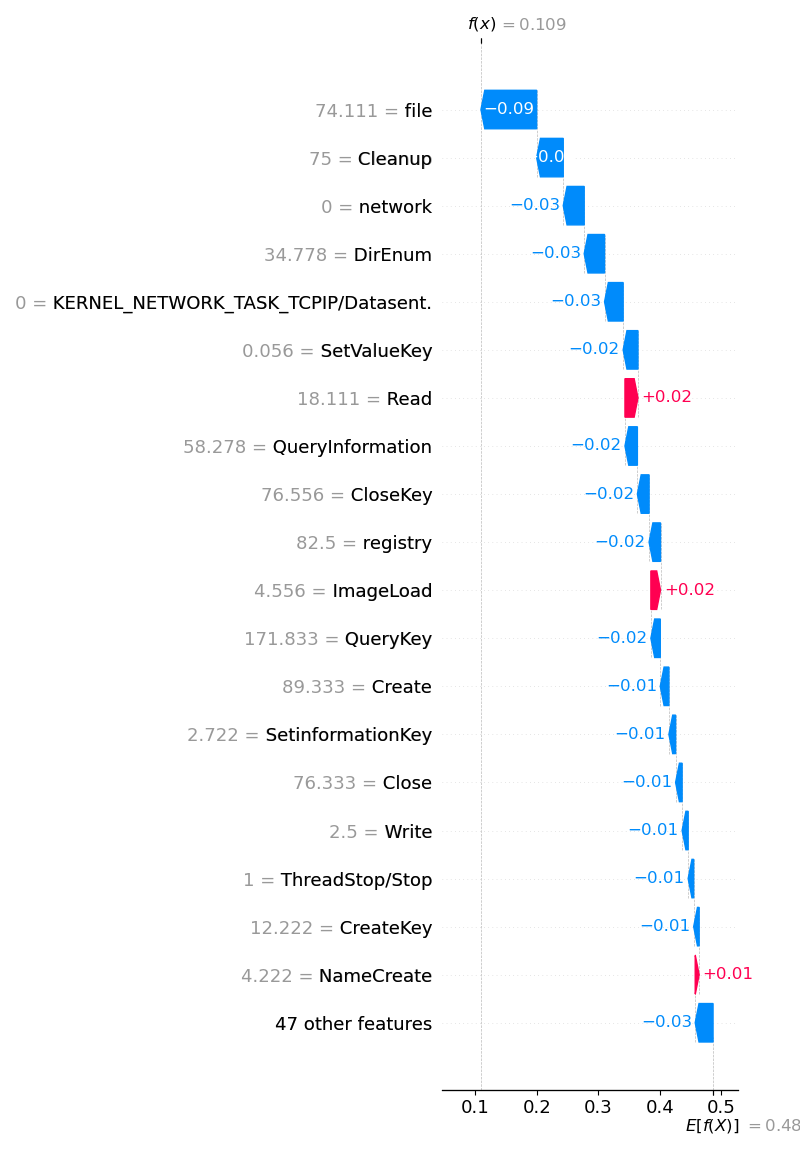 f(x) = 0.109
74.111 = file −0.09
75 = Cleanup
0 = network −0.03
34.778 = DirEnum −0.03
0 = KERNEL_NETWORK_TASK_TCPIP/Datasent. −0.03
0.056 = SetValueKey −0.02
18.111 = Read +0.02
58.278 = QueryInformation −0.02
76.556 = CloseKey −0.02
82.5 = registry −0.02
4.556 = ImageLoad +0.02
171.833 = QueryKey −0.02
89.333 = Create −0.01
2.722 = SetinformationKey −0.01
76.333 = Close −0.01
2.5 = Write −0.01
1 = ThreadStop/Stop −0.01
12.222 = CreateKey −0.01
4.222 = NameCreate +0.01
47 other features −0.03
0.1 0.2 0.3 0.4 0.5
E[f(X)] = 0.48